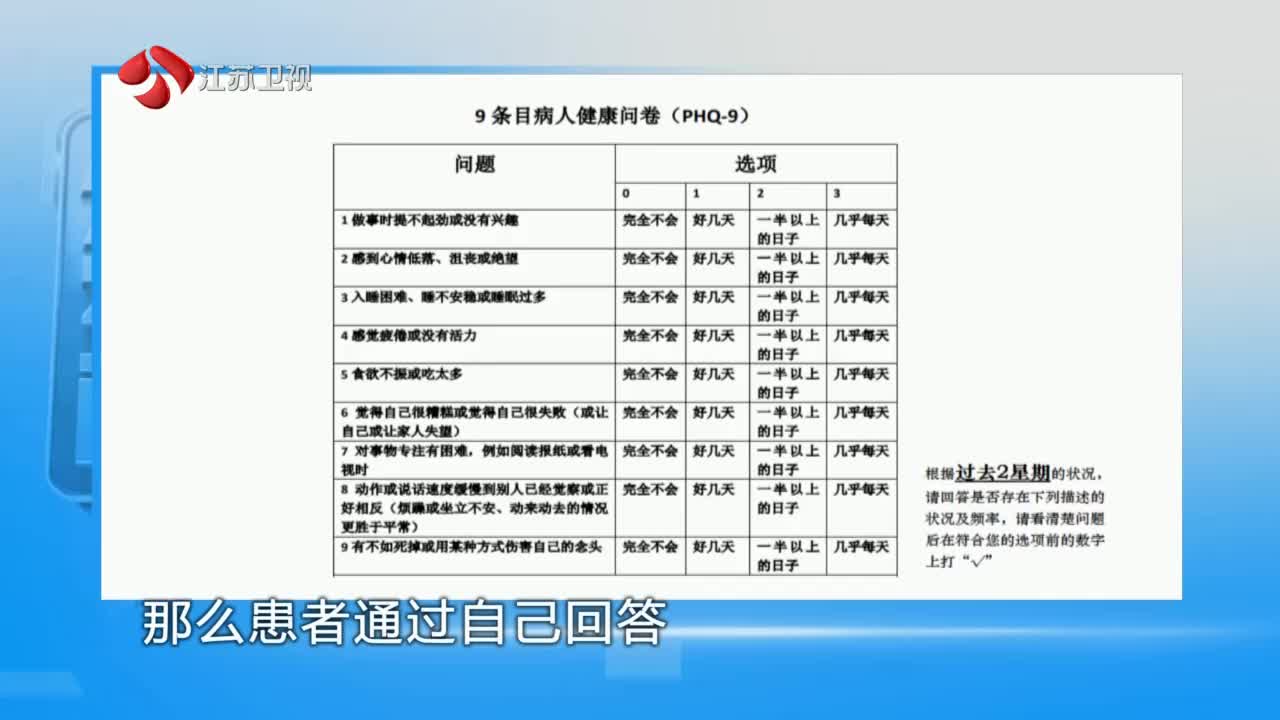 江苏卫视
9 条目病人健康问卷（PHQ-9）
问题 选项
0 1 2 3
1 做事时提不起劲或没有兴趣 完全不会 好几天 一半以上的日子 几乎每天
2 感到心情低落、沮丧或绝望 完全不会 好几天 一半以上的日子 几乎每天
3 入睡困难、睡不安稳或睡眠过多 完全不会 好几天 一半以上的日子 几乎每天
4 感觉疲倦或没有活力 完全不会 好几天 一半以上的日子 几乎每天
5 食欲不振或吃太多 完全不会 好几天 一半以上的日子 几乎每天
6 觉得自己很糟糕或觉得自己很失败（或让
自己或让家人失望） 完全不会 好几天 一半以上的日子 几乎每天
7 对事物专注有困难，例如阅读报纸或看电
视时 完全不会 好几天 一半以上的日子 几乎每天
8 动作或说话速度缓慢到别人已经觉察或正
好相反（烦躁或坐立不安、动来动去的情况
更胜于平常） 完全不会 好几天 一半以上的日子 几乎每天
9 有不如死掉或用某种方式伤害自己的念头 完全不会 好几天 一半以上的日子 几乎每天
根据过去2星期的状况，
请回答是否存在下列描述的
状况及频率，请看清楚问题
后在符合您的选项前的数字
上打“√”
那么患者通过自己回答